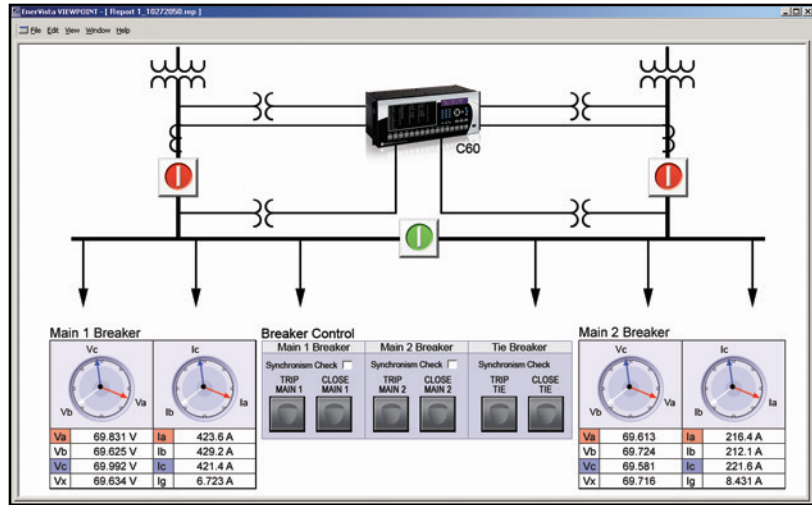 EnerVista VIEWPOINT - [ Report 1_10272050.rep ]
File Edit View Window Help
C60
Main 1 Breaker
Breaker Control
Main 2 Breaker
Vc
Va
Vb
Ic
Ia
Ib
Main 1 Breaker Main 2 Breaker Tie Breaker
Synchronism Check Synchronism Check Synchronism Check
TRIP MAIN 1 CLOSE MAIN 1 TRIP MAIN 2 CLOSE MAIN 2 TRIP TIE CLOSE TIE
Vc
Va
Vb
Ic
Ia
Ib
Va 69.831 V Ia 423.6 A
Vb 69.625 V Ib 429.2 A
Vc 69.992 V Ic 421.4 A
Vx 69.634 V Ig 6.723 A
Va 69.613 Ia 216.4 A
Vb 69.724 Ib 212.1 A
Vc 69.581 Ic 221.6 A
Vx 69.716 Ig 8.431 A